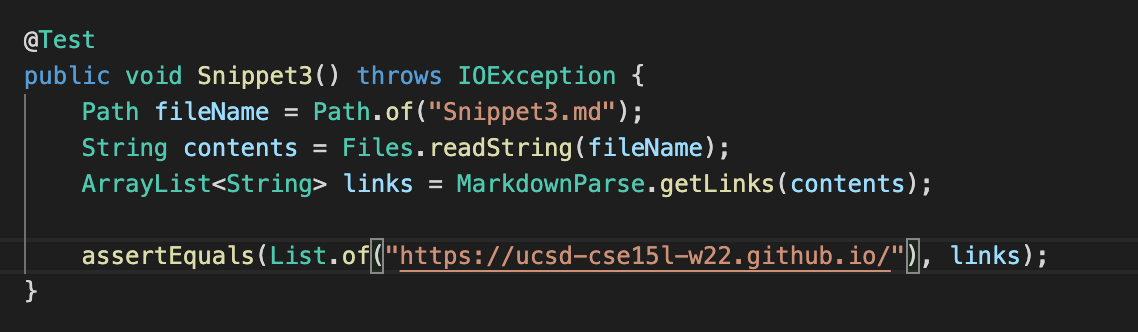 @Test
public void Snippet3() throws IOException {
    Path fileName = Path.of("Snippet3.md");
    String contents = Files.readString(fileName);
    ArrayList<String> links = MarkdownParse.getLinks(contents);

    assertEquals(List.of("https://ucsd-cse15l-w22.github.io/"), links);
}